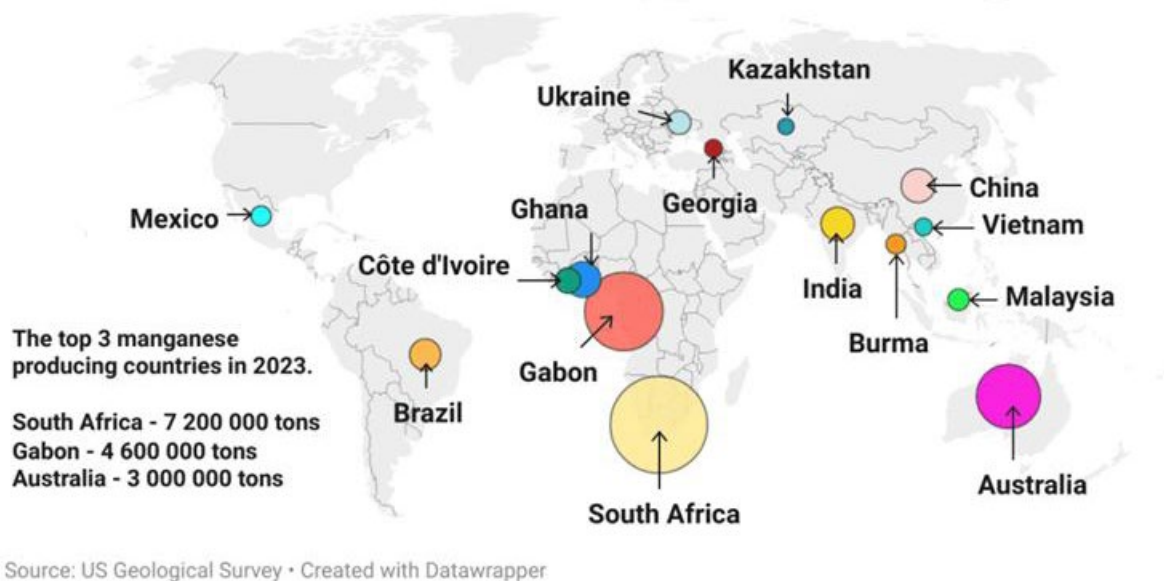 Kazakhstan
Ukraine
Georgia
China
Mexico
Ghana
Vietnam
Côte d'Ivoire
India
Malaysia
Burma
Gabon
The top 3 manganese
producing countries in 2023.
Brazil
South Africa - 7 200 000 tons
Gabon - 4 600 000 tons
Australia - 3 000 000 tons
Australia
South Africa
Source: US Geological Survey • Created with Datawrapper